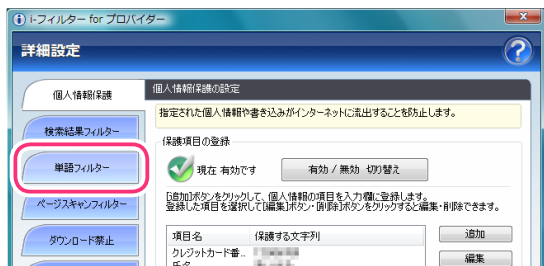 i-フィルター for プロバイダー
詳細設定
個人情報保護
検索結果フィルター
単語フィルター
ページスキャンフィルター
ダウンロード禁止
個人情報保護の設定
指定された個人情報や書き込みがインターネットに流出することを防止します。
保護項目の登録
現在 有効です
有効 / 無効 切り替え
[追加]ボタンをクリックして、個人情報の項目を入力欄に登録します。
登録した項目を選択して[編集]ボタン・[削除]ボタンをクリックすると編集・削除できます。
項目名 保護する文字列
クレジットカード番...
氏名
追加
編集